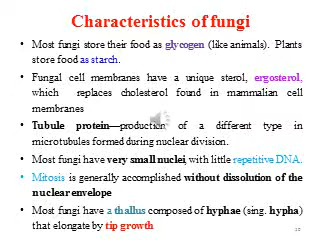 Characteristics of fungi
• Most fungi store their food as glycogen (like animals). Plants
store food as starch.
• Fungal cell membranes have a unique sterol, ergosterol,
which replaces cholesterol found in mammalian cell
membranes
• Tubule protein—production of a different type in
microtubules formed during nuclear division.
• Most fungi have very small nuclei, with little repetitive DNA.
• Mitosis is generally accomplished without dissolution of the
nuclear envelope
• Most fungi have a thallus composed of hyphae (sing. hypha)
that elongate by tip growth